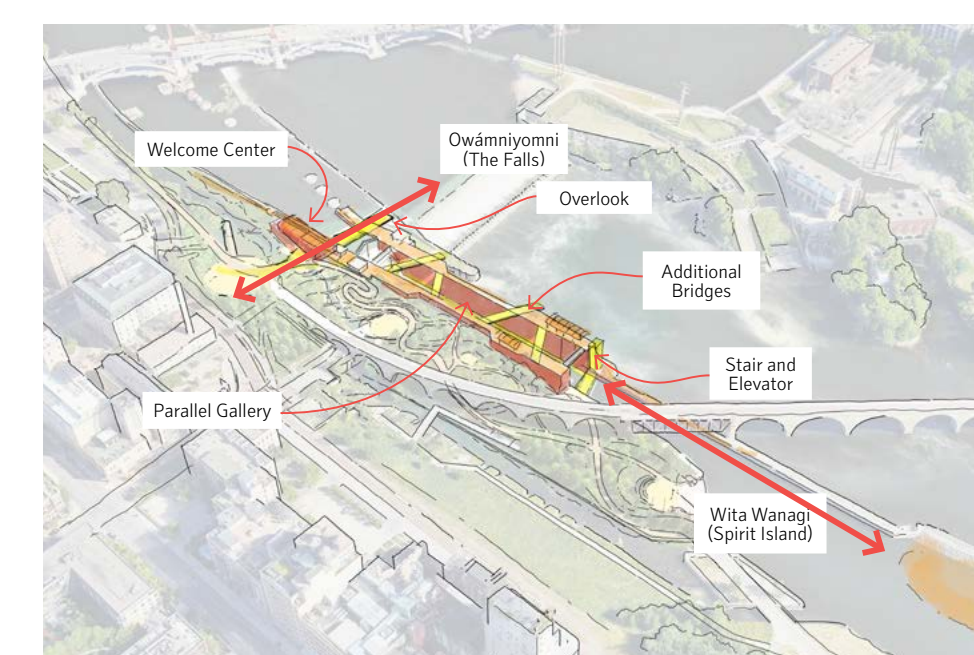 Owámniyomni
(The Falls)
Welcome Center
Overlook
Additional
Bridges
Stair and
Elevator
Parallel Gallery
Wita Wanagi
(Spirit Island)